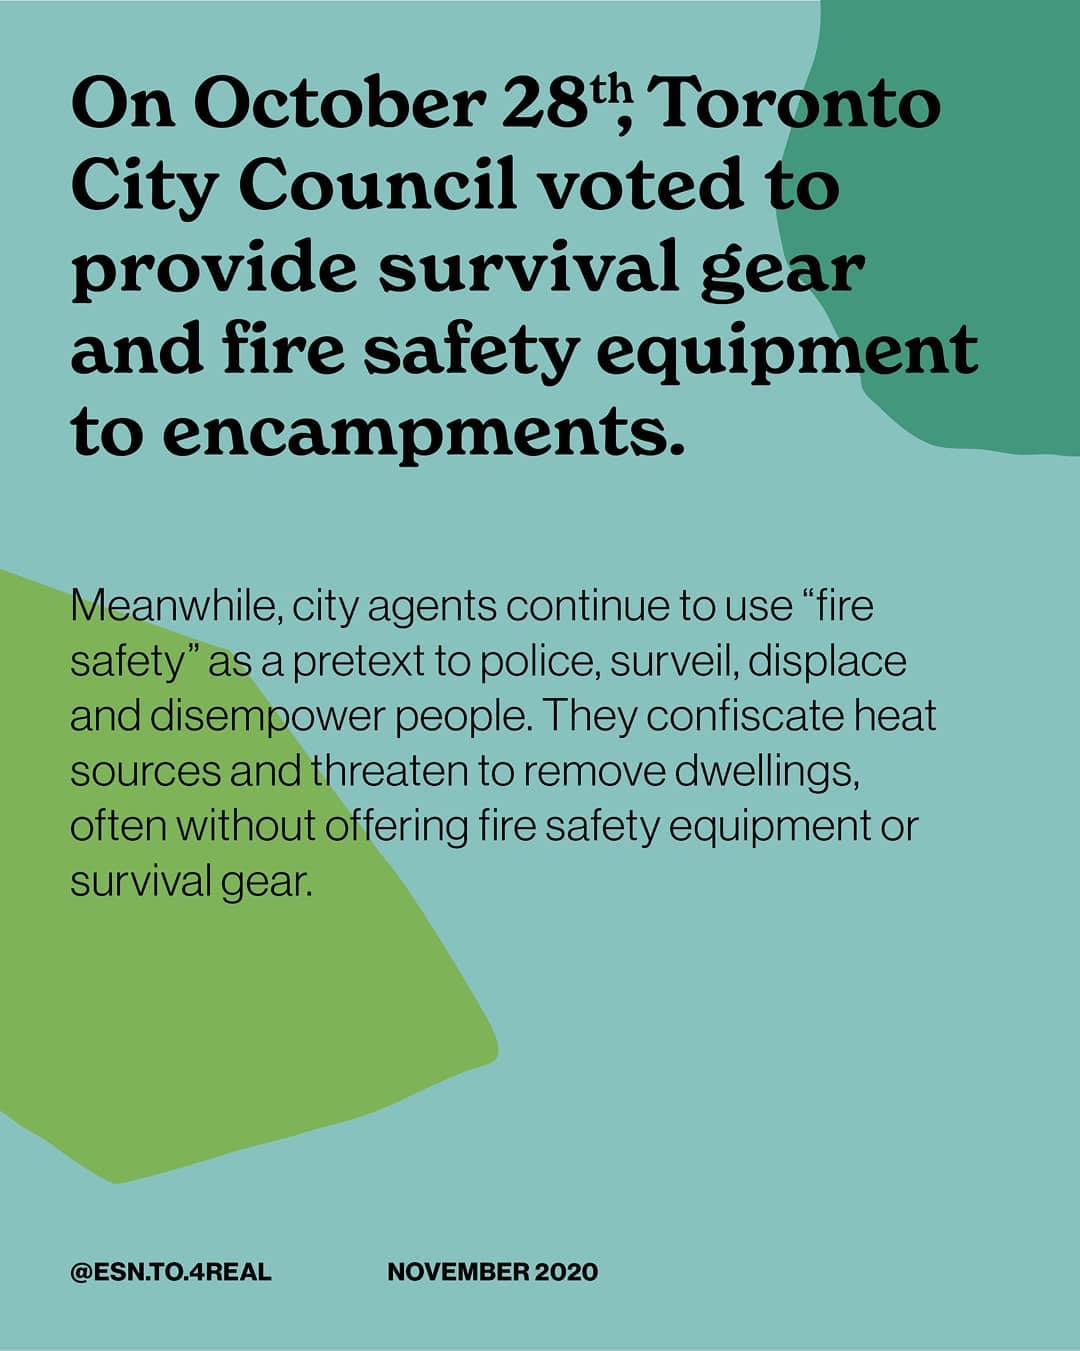 On October 28th, Toronto
City Council voted to
provide survival gear
and fire safety equipment
to encampments.
Meanwhile, city agents continue to use “fire
safety” as a pretext to police, surveil, displace
and disempower people. They confiscate heat
sources and threaten to remove dwellings,
often without offering fire safety equipment or
survival gear.
@ESN.TO.4REAL NOVEMBER 2020